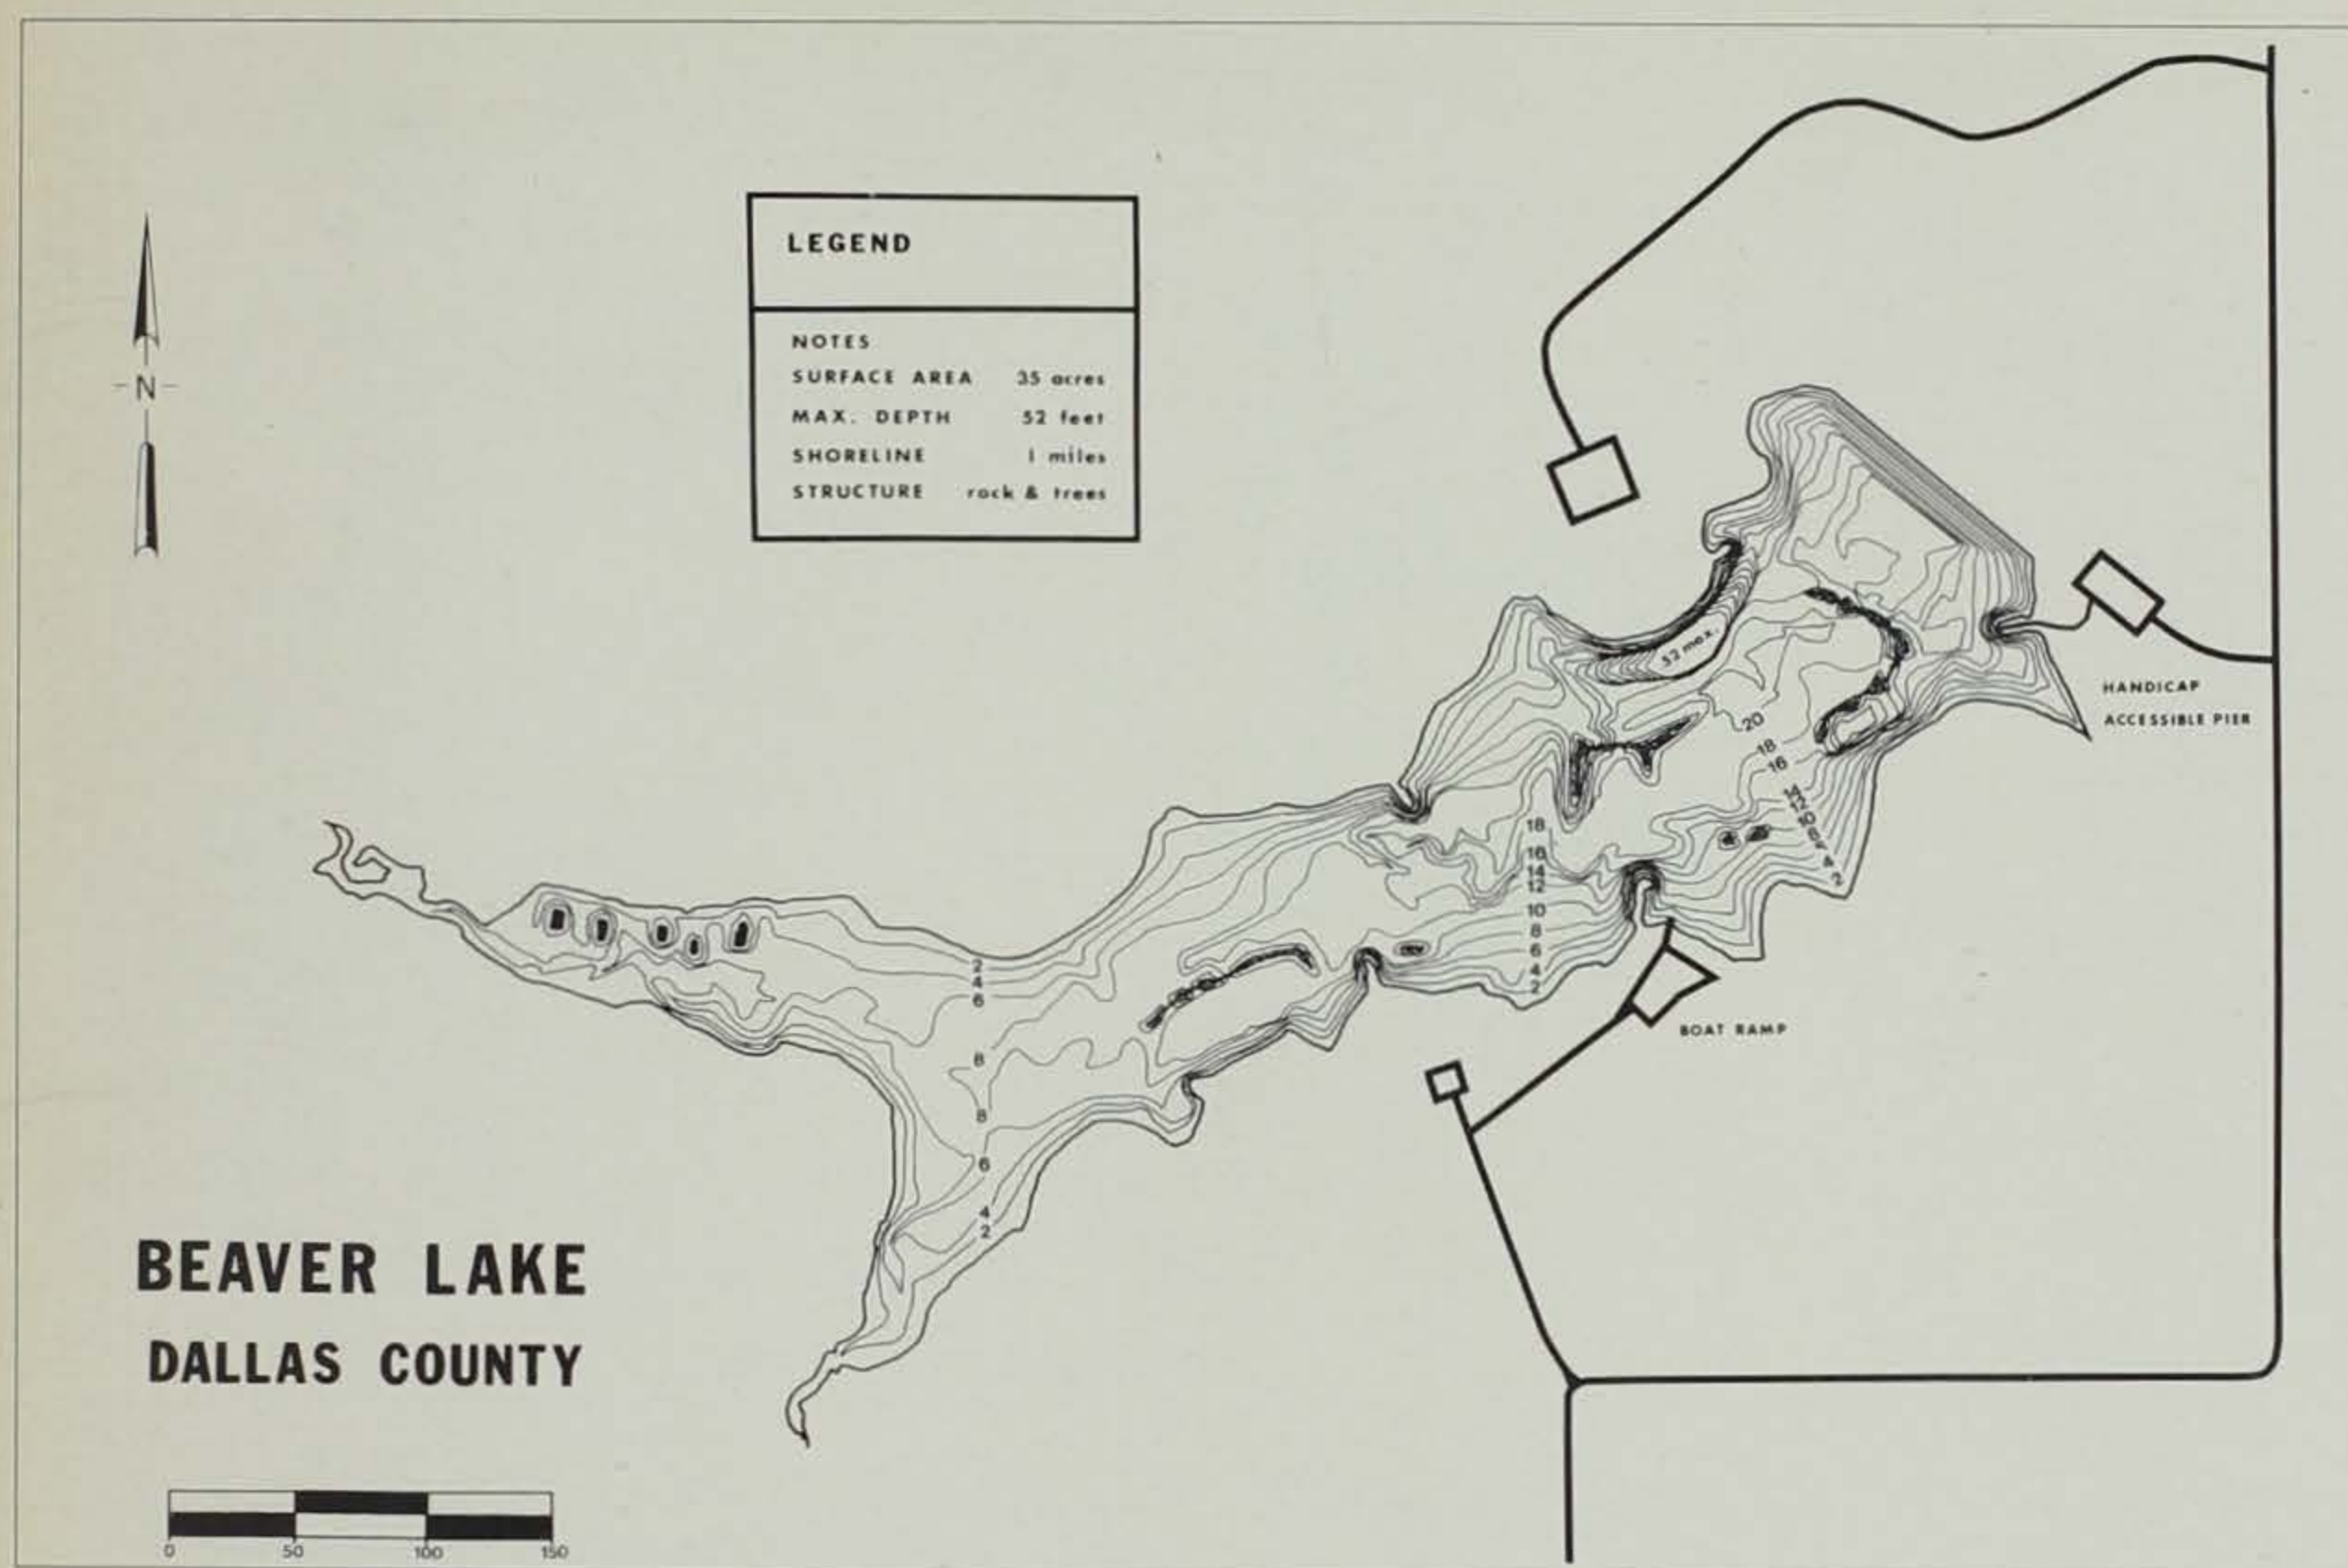 LEGEND
NOTES
SURFACE AREA 35 acres
MAX. DEPTH 52 feet
SHORELINE 1 miles
STRUCTURE rock & trees
-N-
52 max.
HANDICAP
ACCESSIBLE PIER
20
18
16
14
12
10
8
6
4
2
18
16
14
12
10
8
6
4
2
2
4
6
8
8
6
4
2
BOAT RAMP
BEAVER LAKE
DALLAS COUNTY
0 50 100 150